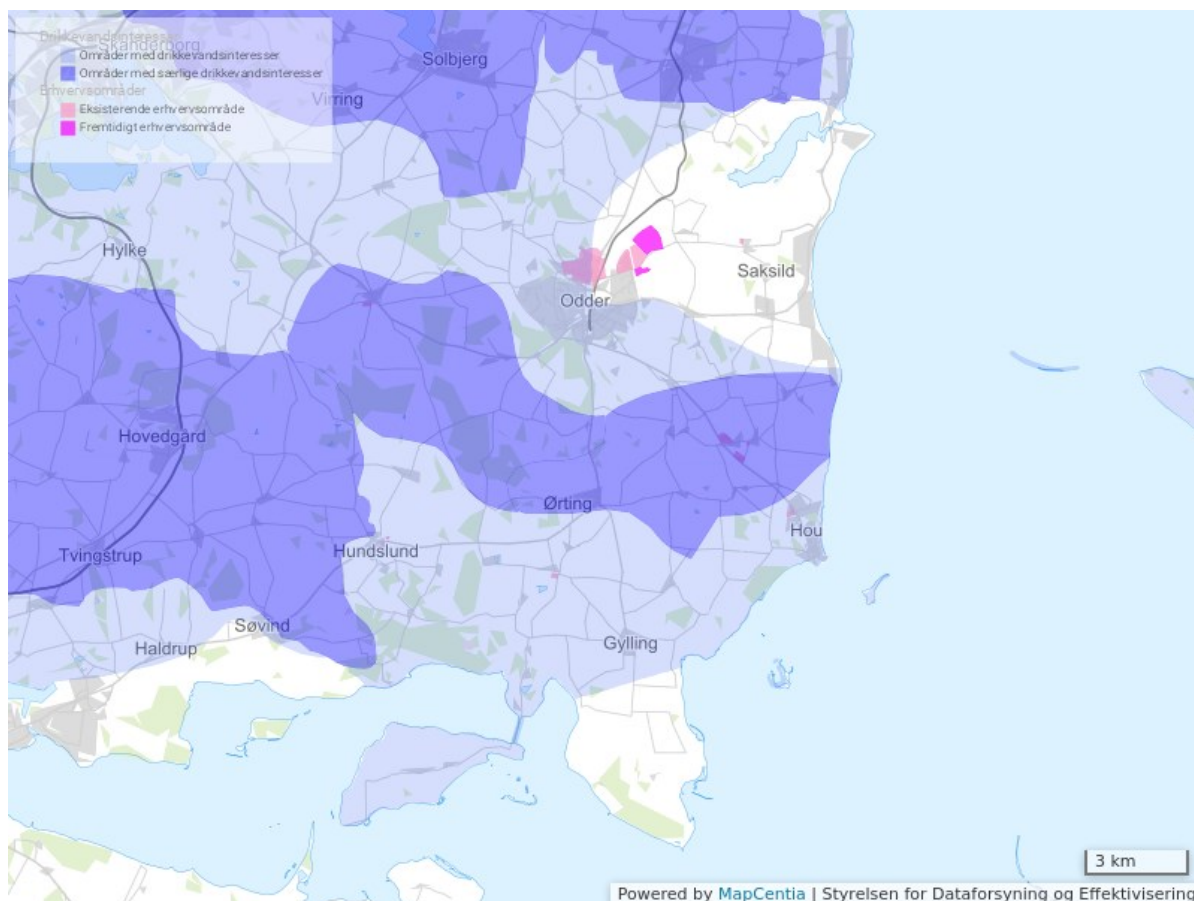 Drikkevandsinteresser
Skanderborg
Områder med drikkevandsinteresser
Områder med særlige drikkevandsinteresser
Erhvervsområder
Eksisterende erhvervsområde
Fremtidigt erhvervsområde
Solbjerg
Virring
Hylke
Saksild
Odder
Hovedgård
Ørting
Hou
Tvingstrup
Hundslund
Søvind
Haldrup
Gylling
3 km
Powered by MapCentia | Styrelsen for Dataforsyning og Effektivisering